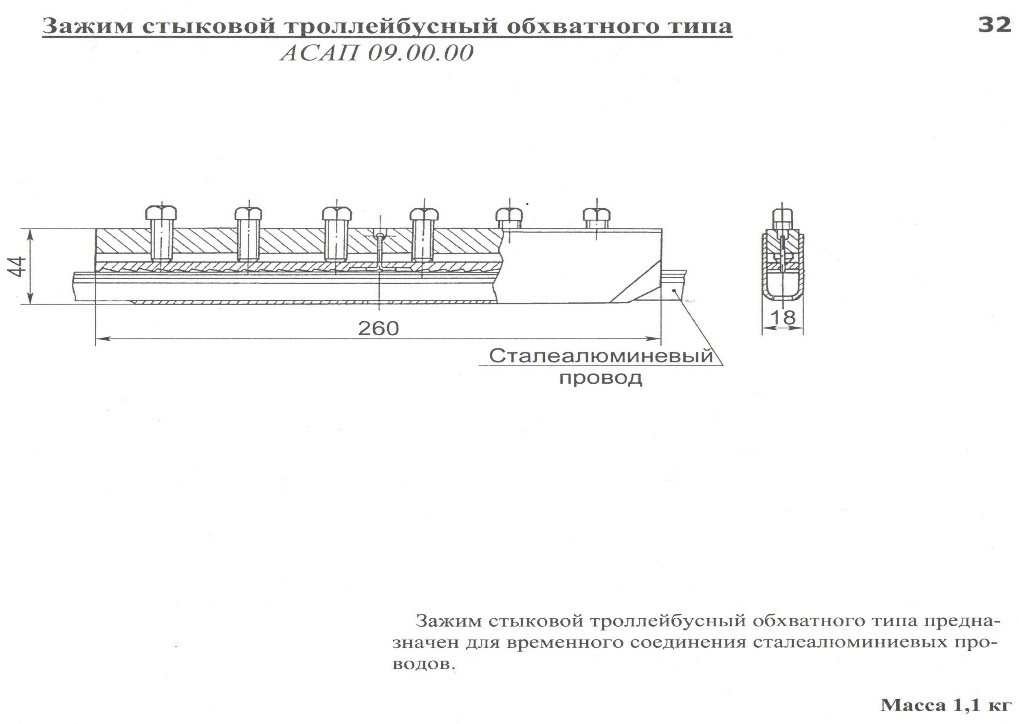 Зажим стыковой троллейбусный обхватного типа
32
АСАП 09.00.00
44
260
18
Сталеалюминевый
провод
Зажим стыковой троллейбусный обхватного типа предна-
значен для временного соединения сталеалюминиевых про-
водов.
Масса 1,1 кг